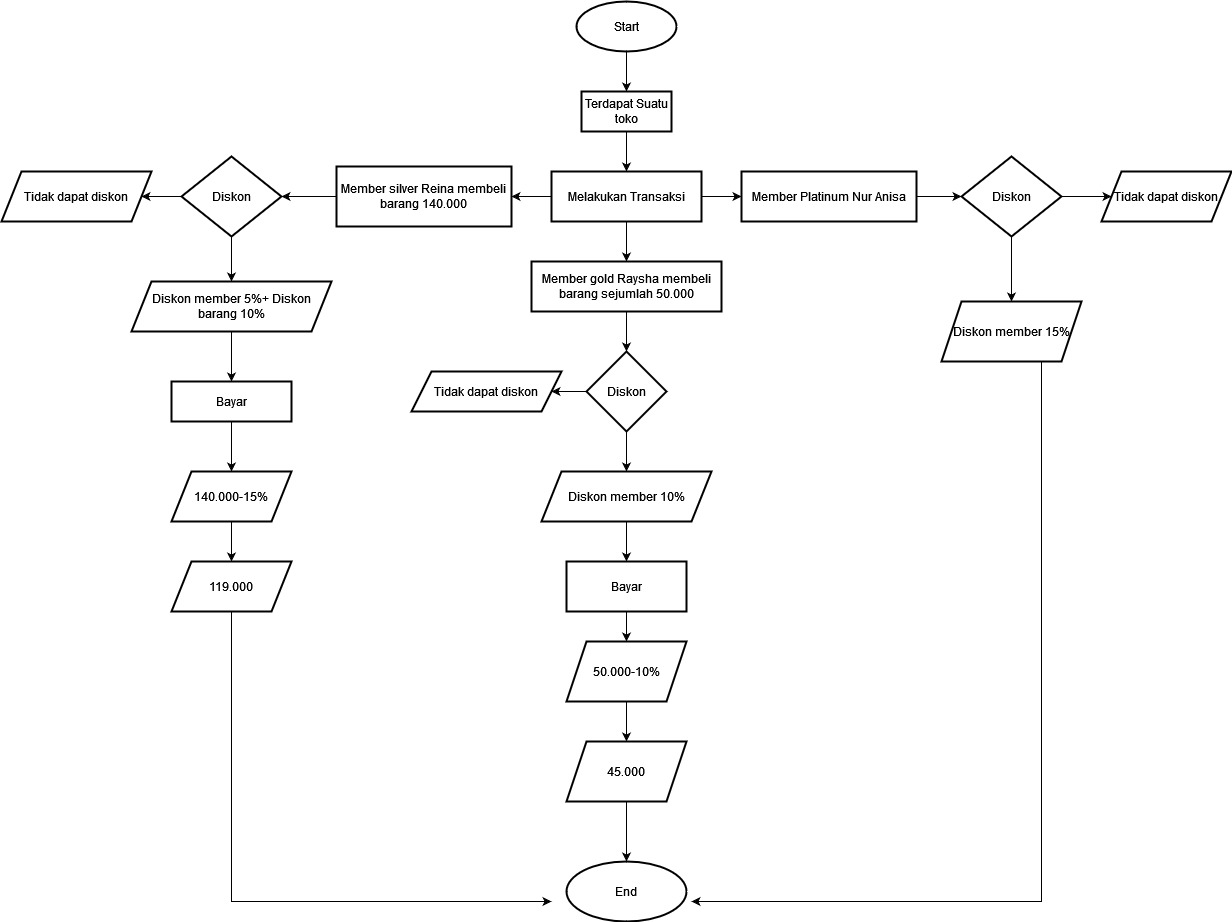 Start
Terdapat Suatu
toko
Tidak dapat diskon
Diskon
Member silver Reina membeli
barang 140.000
Melakukan Transaksi
Member Platinum Nur Anisa
Diskon
Tidak dapat diskon
Member gold Raysha membeli
barang sejumlah 50.000
Diskon member 5%+ Diskon
barang 10%
Diskon member 15%
Bayar
Tidak dapat diskon
Diskon
140.000-15%
Diskon member 10%
119.000
Bayar
50.000-10%
45.000
End